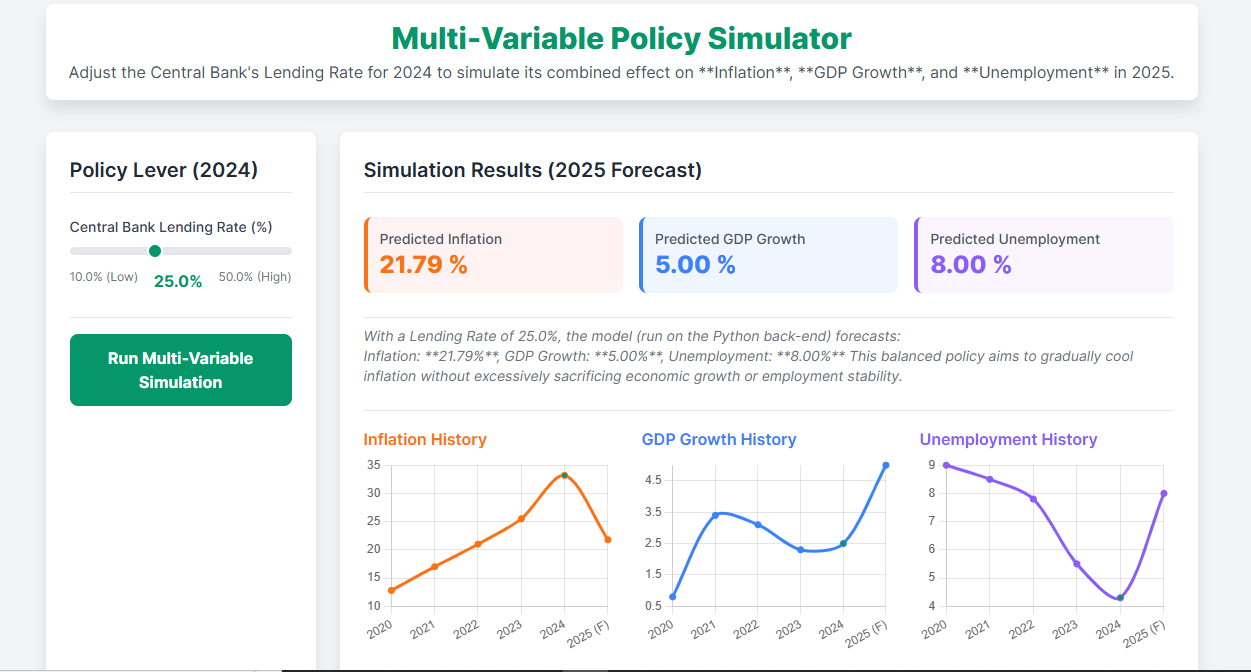 Multi-Variable Policy Simulator
Adjust the Central Bank's Lending Rate for 2024 to simulate its combined effect on **Inflation**, **GDP Growth**, and **Unemployment** in 2025.
Policy Lever (2024)
Central Bank Lending Rate (%)
10.0% (Low) 25.0% 50.0% (High)
Run Multi-Variable
Simulation
Simulation Results (2025 Forecast)
Predicted Inflation
21.79 %
Predicted GDP Growth
5.00 %
Predicted Unemployment
8.00 %
With a Lending Rate of 25.0%, the model (run on the Python back-end) forecasts:
Inflation: **21.79%**, GDP Growth: **5.00%**, Unemployment: **8.00%** This balanced policy aims to gradually cool
inflation without excessively sacrificing economic growth or employment stability.
Inflation History
35
30
25
20
15
10
2020 2021 2022 2023 2024 2025 (F)
GDP Growth History
4.5
3.5
2.5
1.5
0.5
2020 2021 2022 2023 2024 2025 (F)
Unemployment History
9
8
7
6
5
4
2020 2021 2022 2023 2024 2025 (F)